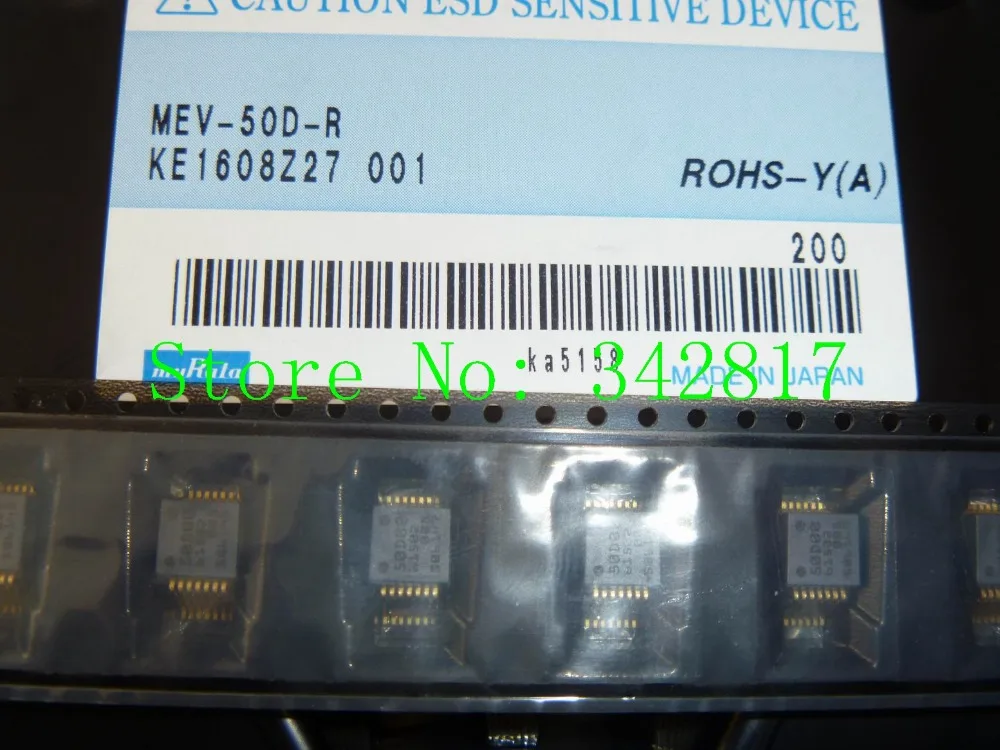 CAUTION ESD SENSITIVE DEVICE
MEV-50D-R
KE1608Z27 001
ROHS-Y(A)
200
ka5158
muRata
MADE IN JAPAN
Store No: 342817